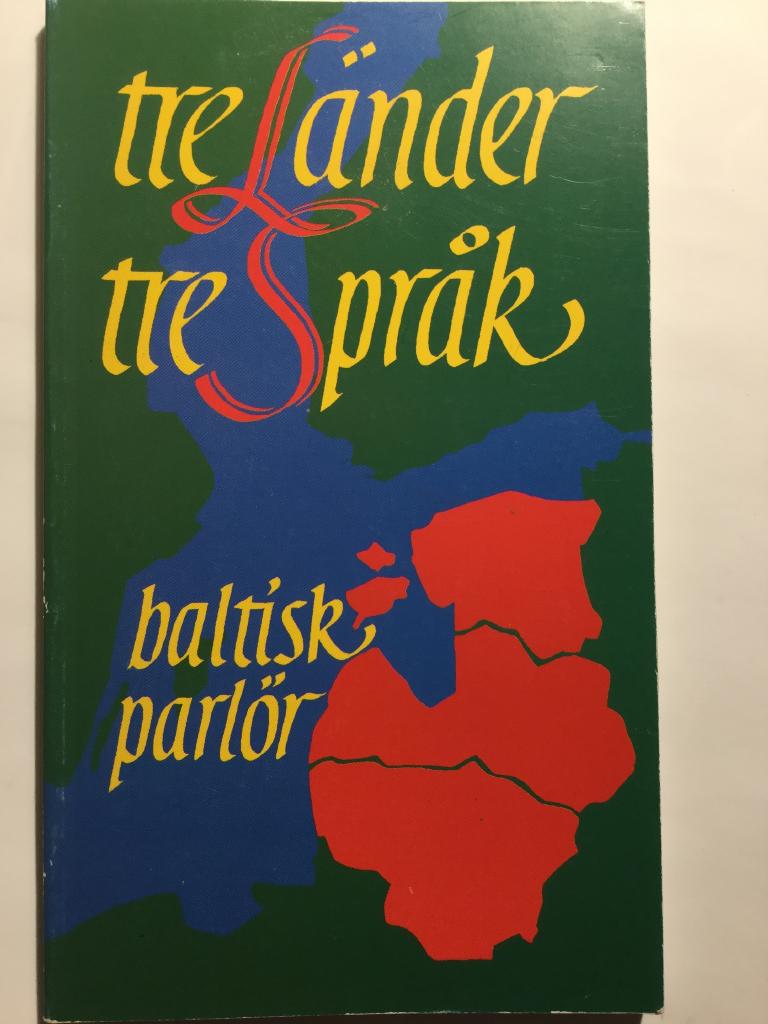 tre Länder
tre Språk
baltisk
parlör